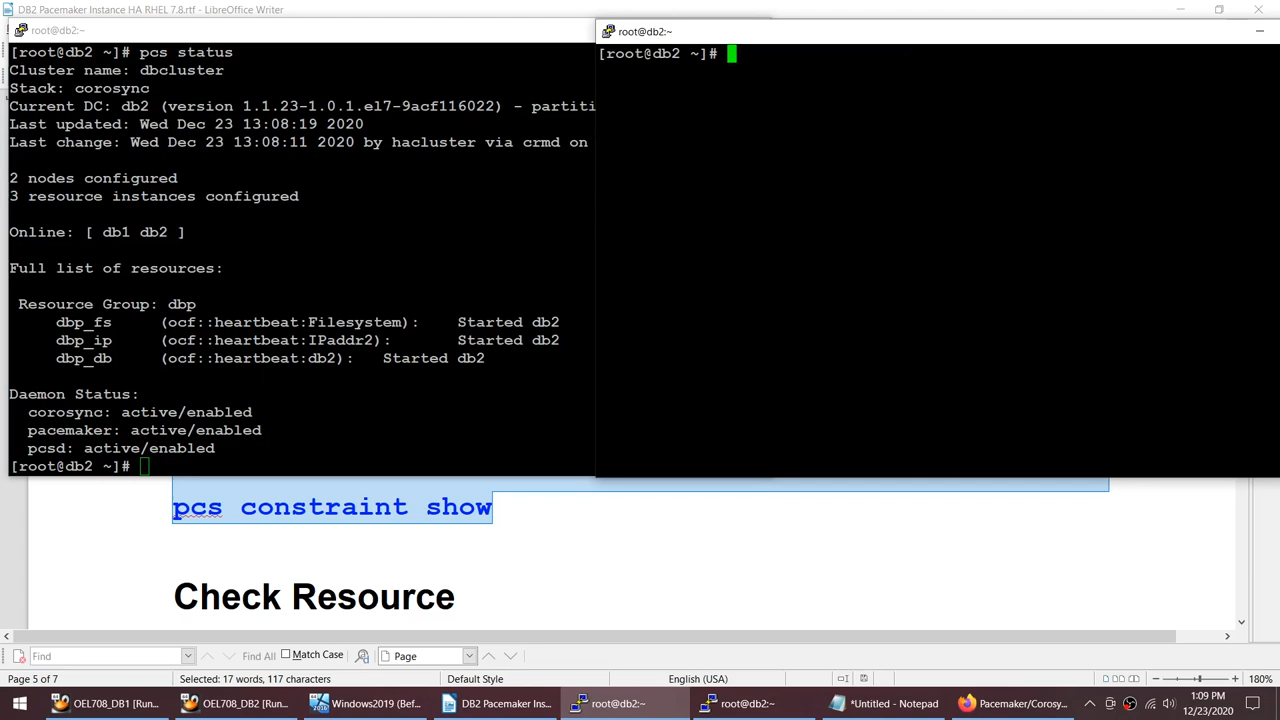 DB2 Pacemaker Instance HA RHEL 7.8.rtf - LibreOffice Writer
root@db2:~
[root@db2 ~]# pcs status
Cluster name: dbcluster
Stack: corosync
Current DC: db2 (version 1.1.23-1.0.1.el7-9acf116022) - partiti
Last updated: Wed Dec 23 13:08:19 2020
Last change: Wed Dec 23 13:08:11 2020 by hacluster via crmd on
2 nodes configured
3 resource instances configured
Online: [ db1 db2 ]
Full list of resources:
Resource Group: dbp
dbp_fs (ocf::heartbeat:Filesystem): Started db2
dbp_ip (ocf::heartbeat:IPaddr2): Started db2
dbp_db (ocf::heartbeat:db2): Started db2
Daemon Status:
corosync: active/enabled
pacemaker: active/enabled
pcsd: active/enabled
[root@db2 ~]#
root@db2:~
[root@db2 ~]#
pcs constraint show
Check Resource
Find Find All Match Case Page
Page 5 of 7 Selected: 17 words, 117 characters Default Style English (USA) 180%
OEL708_DB1 [Run... OEL708_DB2 [Run... Windows2019 (Bef... DB2 Pacemaker Ins... root@db2:~ root@db2:~ *Untitled - Notepad Pacemaker/Corosy... 1:09 PM
12/23/2020